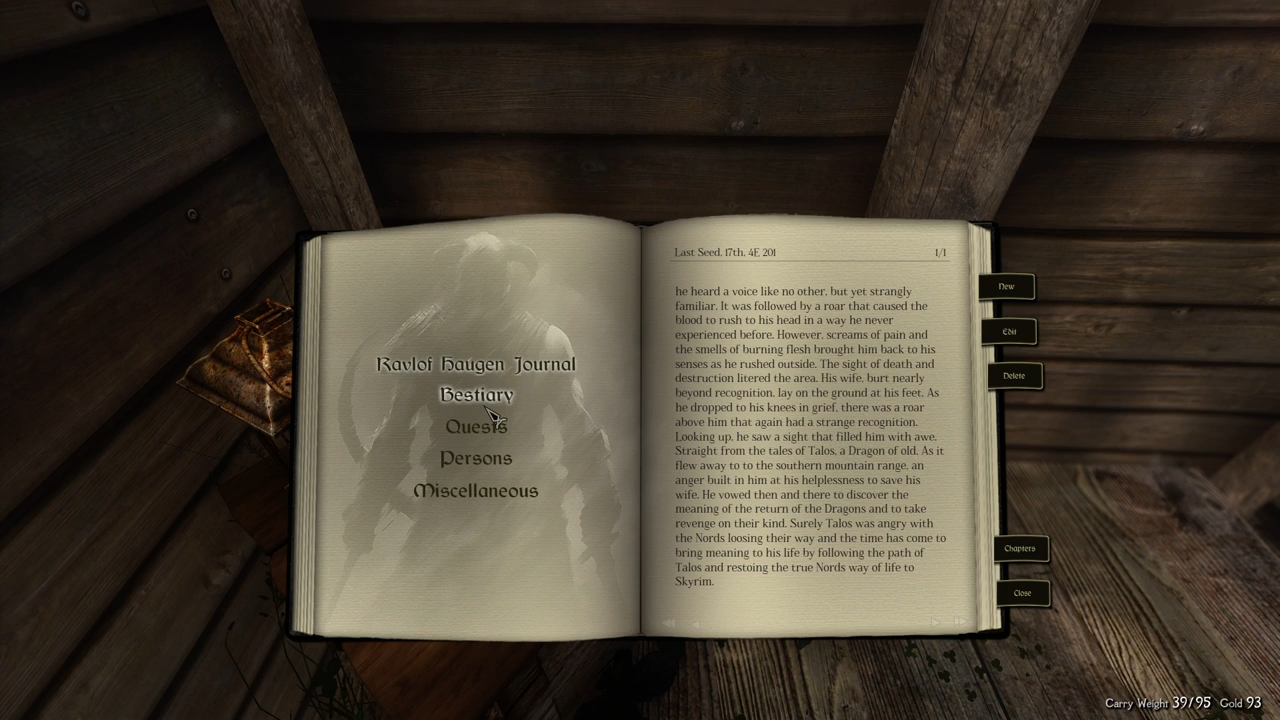 Ravlof Haugen Journal
Bestiary
Quests
Persons
Miscellaneous
Last Seed, 17th, 4E 201 1/1
he heard a voice like no other, but yet strangly
familiar. It was followed by a roar that caused the
blood to rush to his head in a way he never
experienced before. However, screams of pain and
the smells of burning flesh brought him back to his
senses as he rushed outside. The sight of death and
destruction litered the area. His wife, burt nearly
beyond recognition, lay on the ground at his feet. As
he dropped to his knees in grief, there was a roar
above him that again had a strange recognition.
Looking up, he saw a sight that filled him with awe.
Straight from the tales of Talos, a Dragon of old. As it
flew away to to the southern mountain range, an
anger built in him at his helplessness to save his
wife. He vowed then and there to discover the
meaning of the return of the Dragons and to take
revenge on their kind. Surely Talos was angry with
the Nords loosing their way and the time has come to
bring meaning to his life by following the path of
Talos and restoing the true Nords way of life to
Skyrim.
New
Edit
Delete
Chapters
Close
Carry Weight 39/95 Gold 93